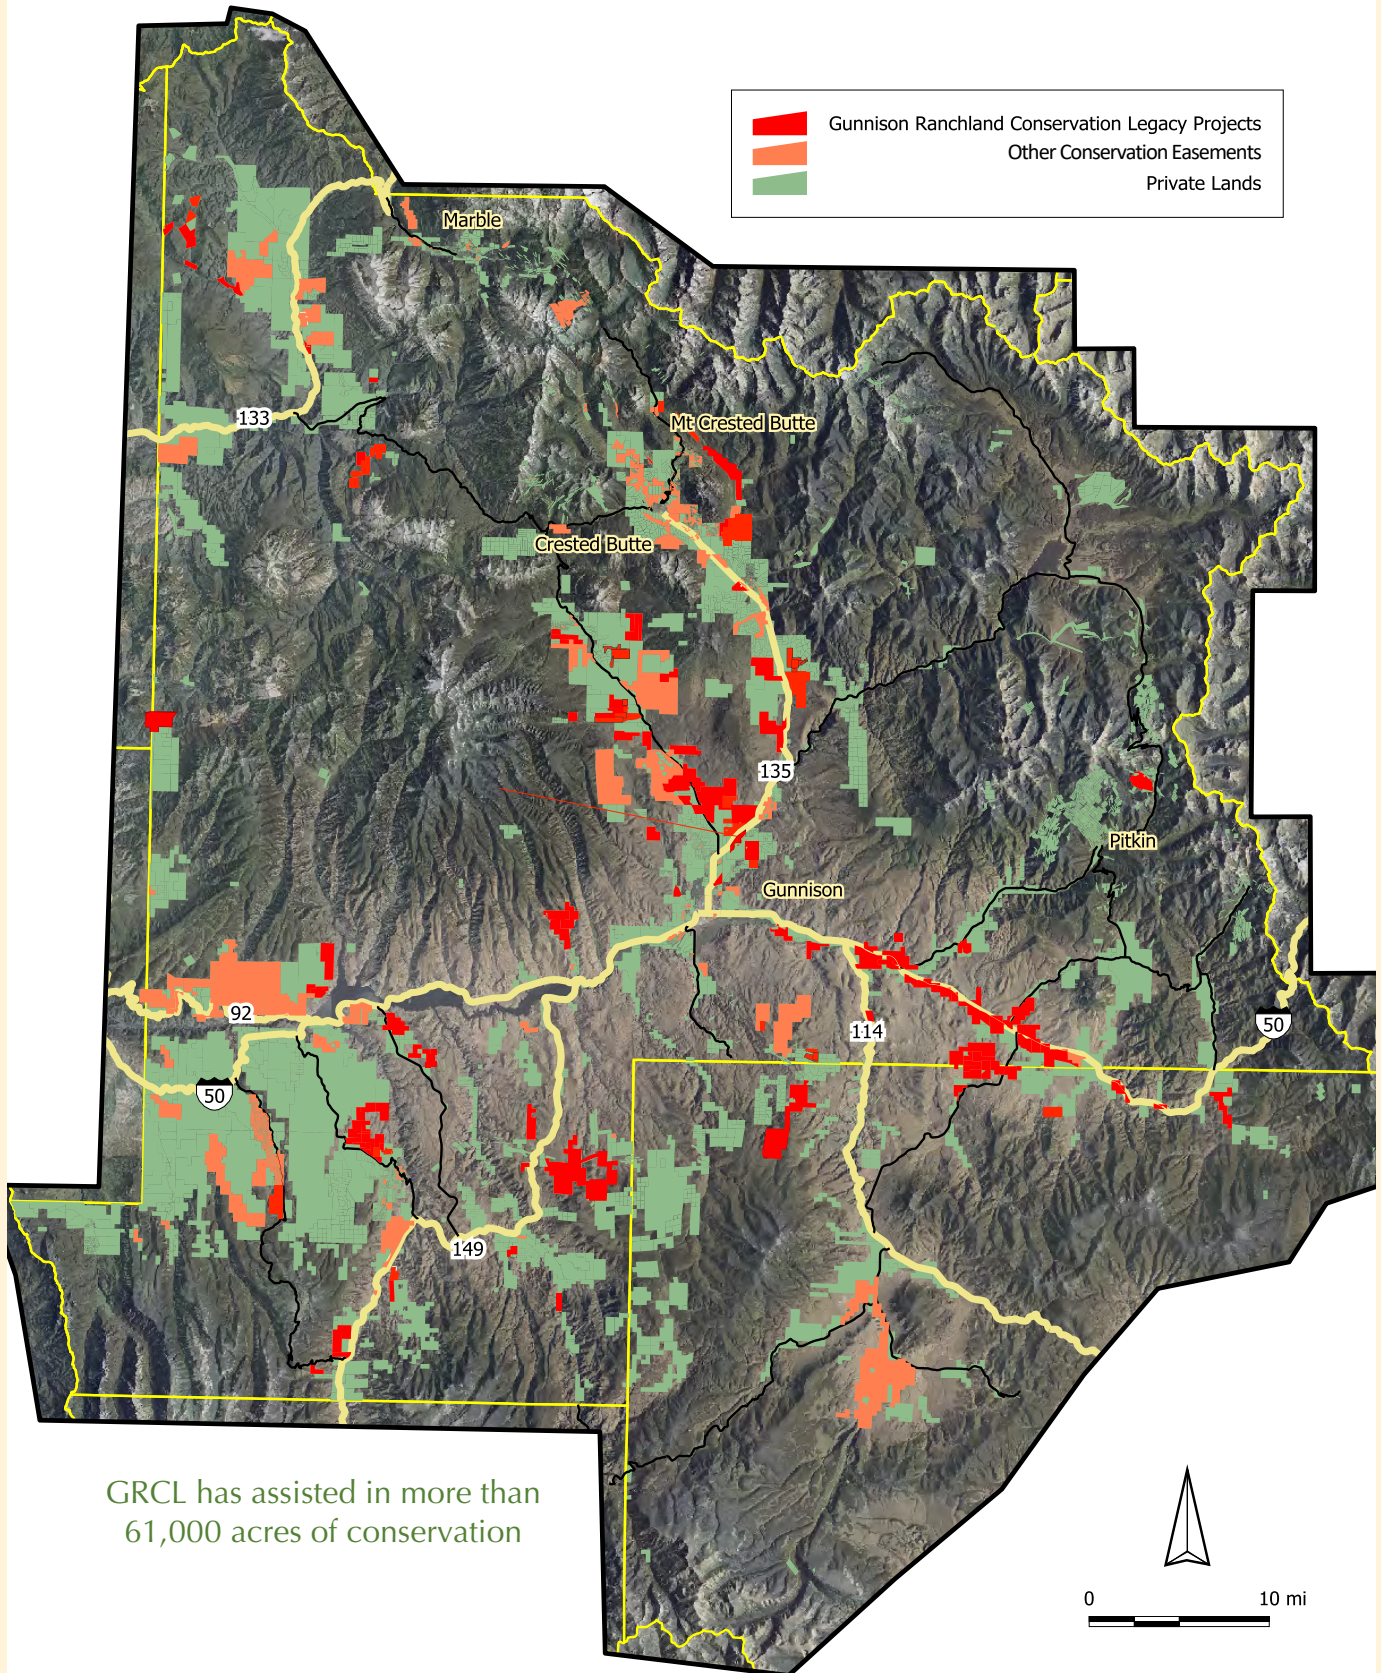 Gunnison Ranchland Conservation Legacy Projects
Other Conservation Easements
Private Lands
Marble
133
Mt Crested Butte
Crested Butte
135
Pitkin
Gunnison
92
114
50
50
149
GRCL has assisted in more than
61,000 acres of conservation
0 10 mi